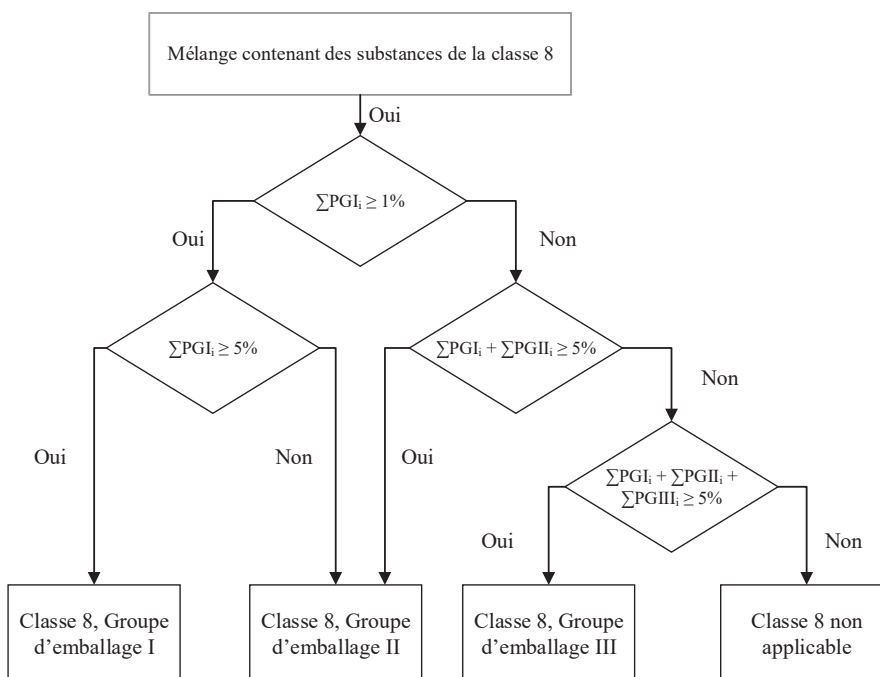 Mélange contenant des substances de la classe 8
Oui
∑PGIᵢ ≥ 1%
Oui
Non
∑PGIᵢ ≥ 5%
∑PGIᵢ + ∑PGIIᵢ ≥ 5%
Non
Oui
Non
Oui
∑PGIᵢ + ∑PGIIᵢ +
∑PGIIIᵢ ≥ 5%
Oui
Non
Classe 8, Groupe
d’emballage I
Classe 8, Groupe
d’emballage II
Classe 8, Groupe
d’emballage III
Classe 8 non
applicable